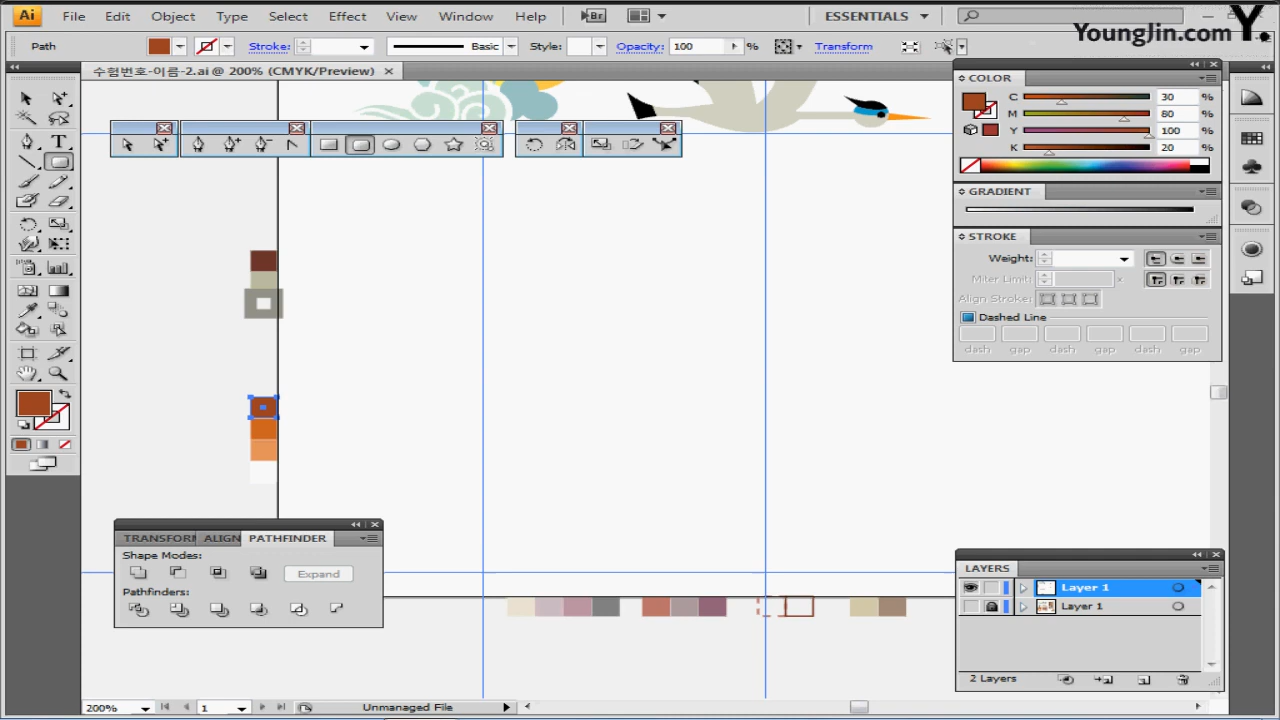 Ai File Edit Object Type Select Effect View Window Help Br ESSENTIALS
YoungJin.com Y.
Path Stroke: Basic Style: Opacity: 100 % Transform
수험번호-이름-2.ai @ 200% (CMYK/Preview) ×
COLOR
C 30 %
M 80 %
Y 100 %
K 20 %
GRADIENT
STROKE
Weight:
Miter Limit: x
Align Stroke:
Dashed Line
dash gap dash gap dash gap
TRANSFORM ALIGN PATHFINDER
Shape Modes:
Expand
Pathfinders:
LAYERS
Layer 1
Layer 1
2 Layers
200% 1 Unmanaged File